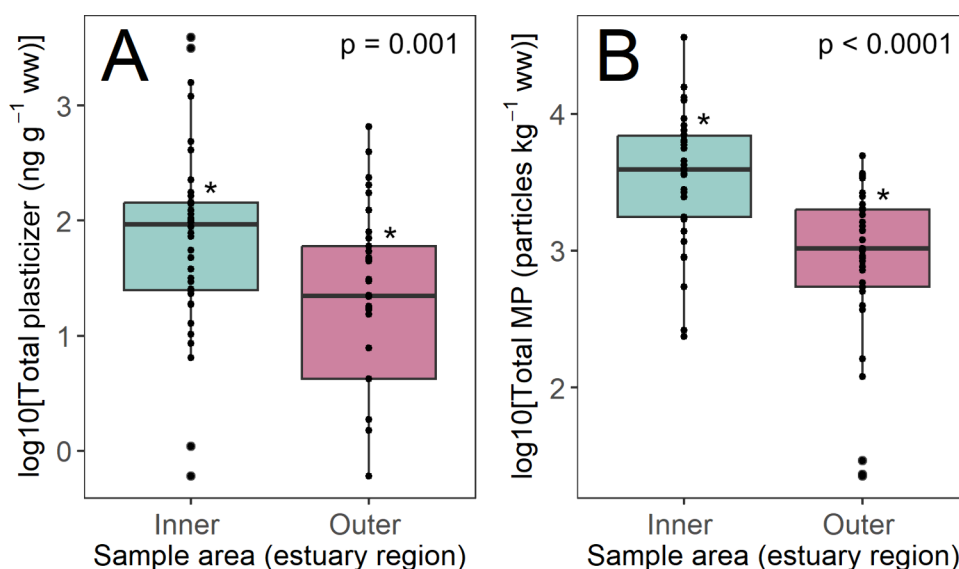 A
p = 0.001
log10[Total plasticizer (ng g⁻¹ ww)]
3
2
1
0
*
*
Inner
Outer
Sample area (estuary region)
B
p < 0.0001
log10[Total MP (particles kg⁻¹ ww)]
4
3
2
*
*
Inner
Outer
Sample area (estuary region)